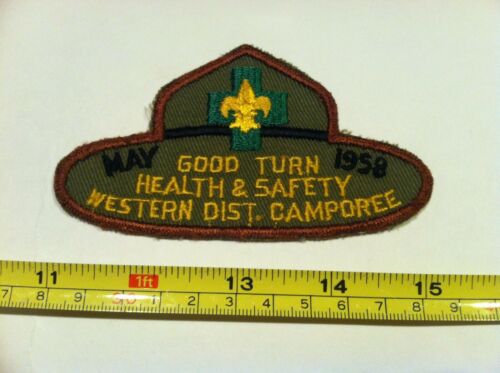 MAY 1958
GOOD TURN
HEALTH & SAFETY
WESTERN DIST. CAMPOREE
11 1ft 13 14 15